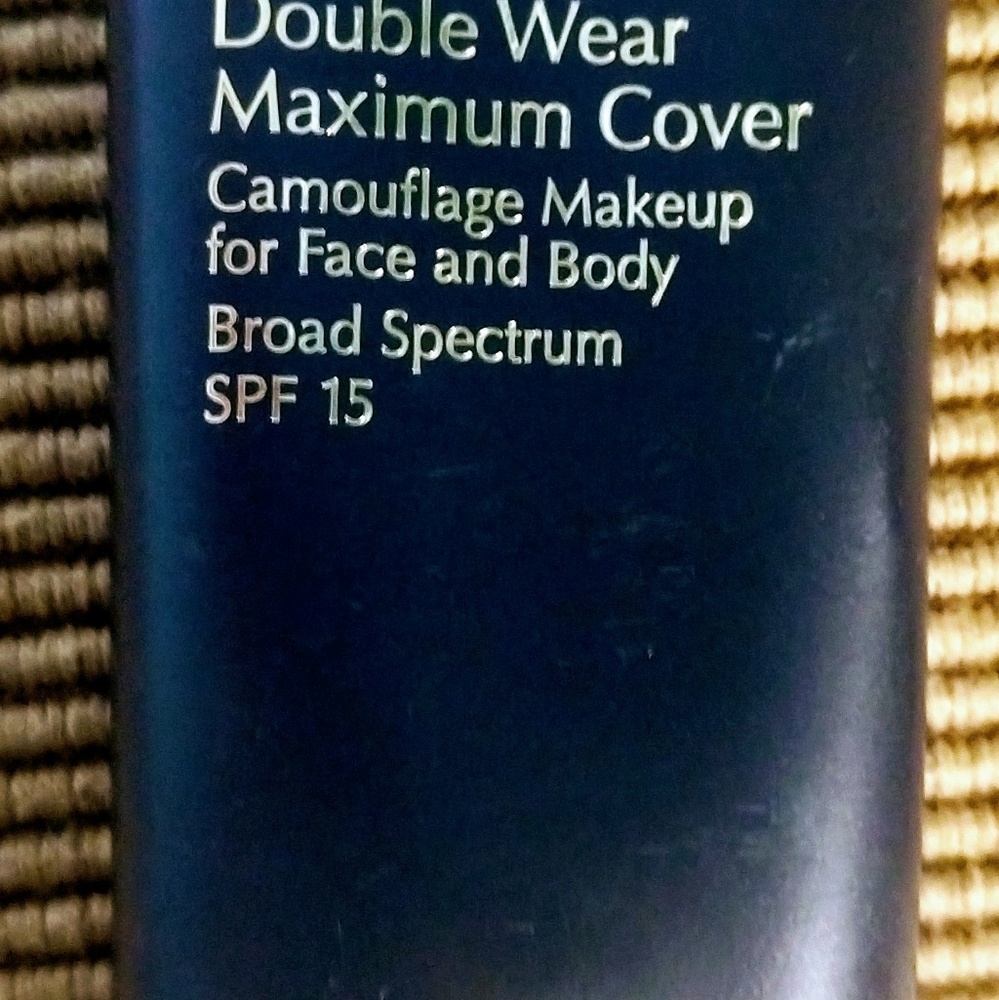 Double Wear
Maximum Cover
Camouflage Makeup
for Face and Body
Broad Spectrum
SPF 15